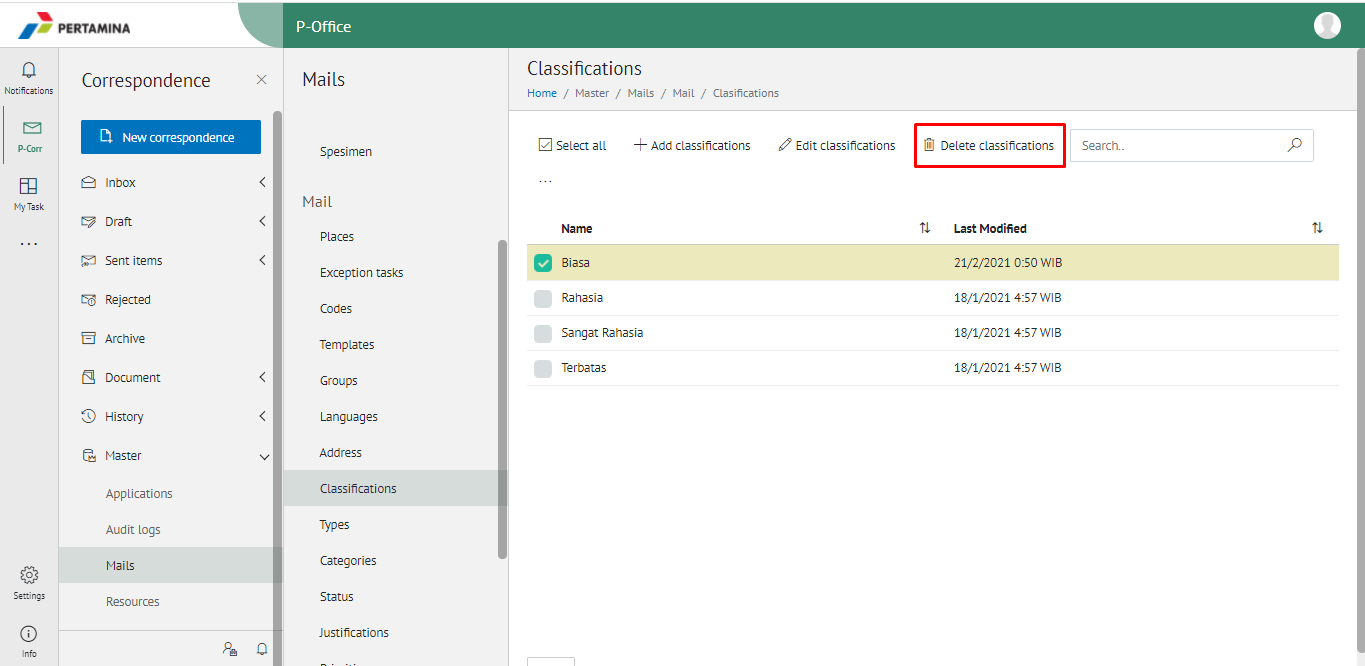 PERTAMINA
P-Office
Notifications
P-Corr
My Task
...
Settings
Info
Correspondence
New correspondence
Inbox
Draft
Sent items
Rejected
Archive
Document
History
Master
Applications
Audit logs
Mails
Resources
Mails
Spesimen
Mail
Places
Exception tasks
Codes
Templates
Groups
Languages
Address
Classifications
Types
Categories
Status
Justifications
Classifications
Home / Master / Mails / Mail / Clasifications
Select all Add classifications Edit classifications Delete classifications Search..
...
Name Last Modified
Biasa 21/2/2021 0:50 WIB
Rahasia 18/1/2021 4:57 WIB
Sangat Rahasia 18/1/2021 4:57 WIB
Terbatas 18/1/2021 4:57 WIB